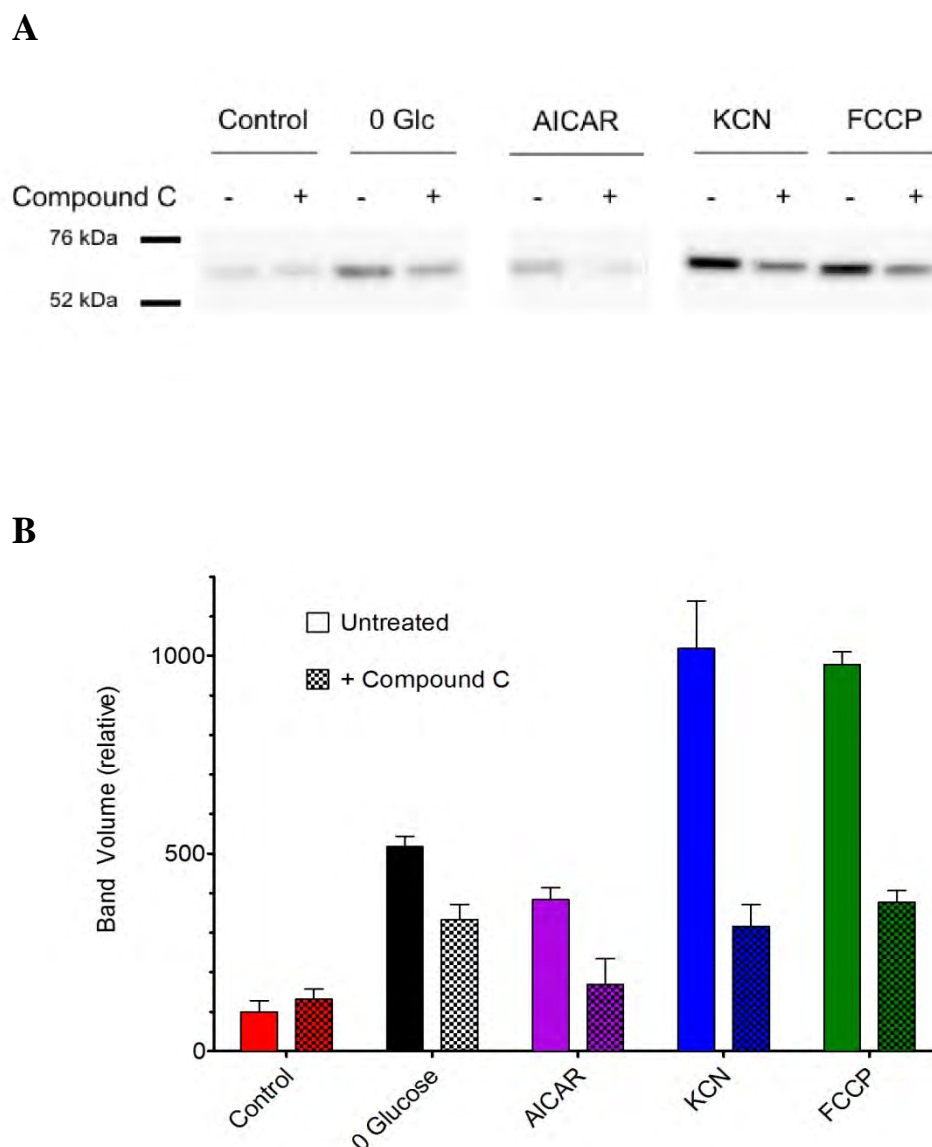 A
Control 0 Glc AICAR KCN FCCP
Compound C - + - + - + - + - +
76 kDa
52 kDa
B
Untreated
+ Compound C
Band Volume (relative)
1000
500
0
Control 0 Glucose AICAR KCN FCCP